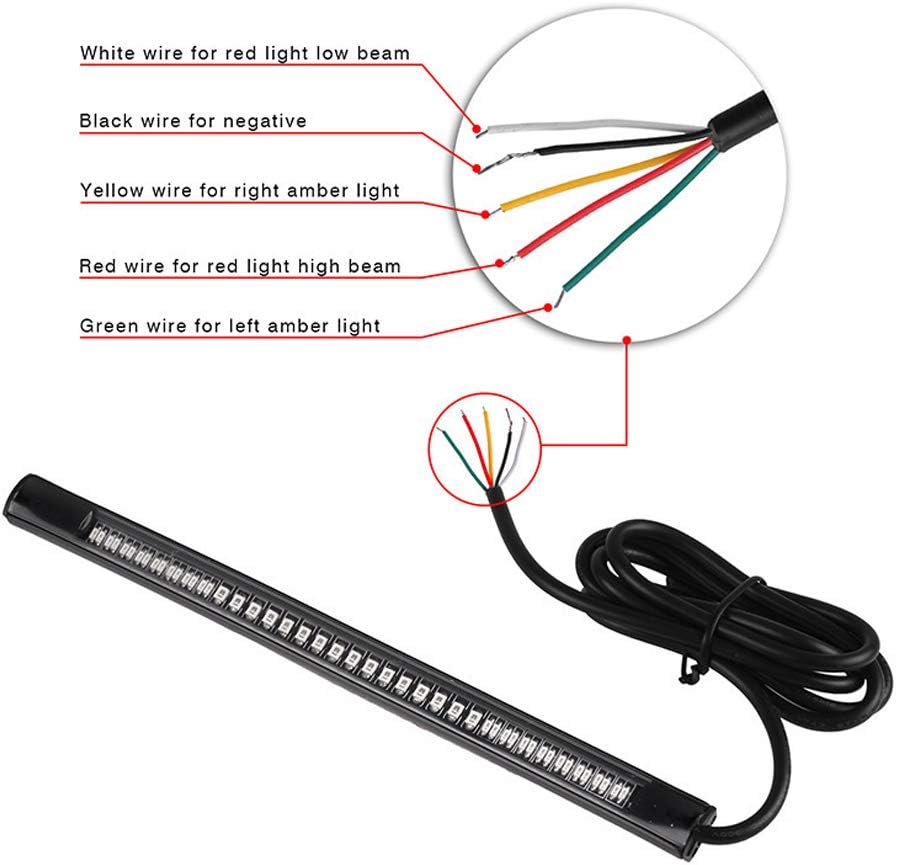 White wire for red light low beam
Black wire for negative
Yellow wire for right amber light
Red wire for red light high beam
Green wire for left amber light